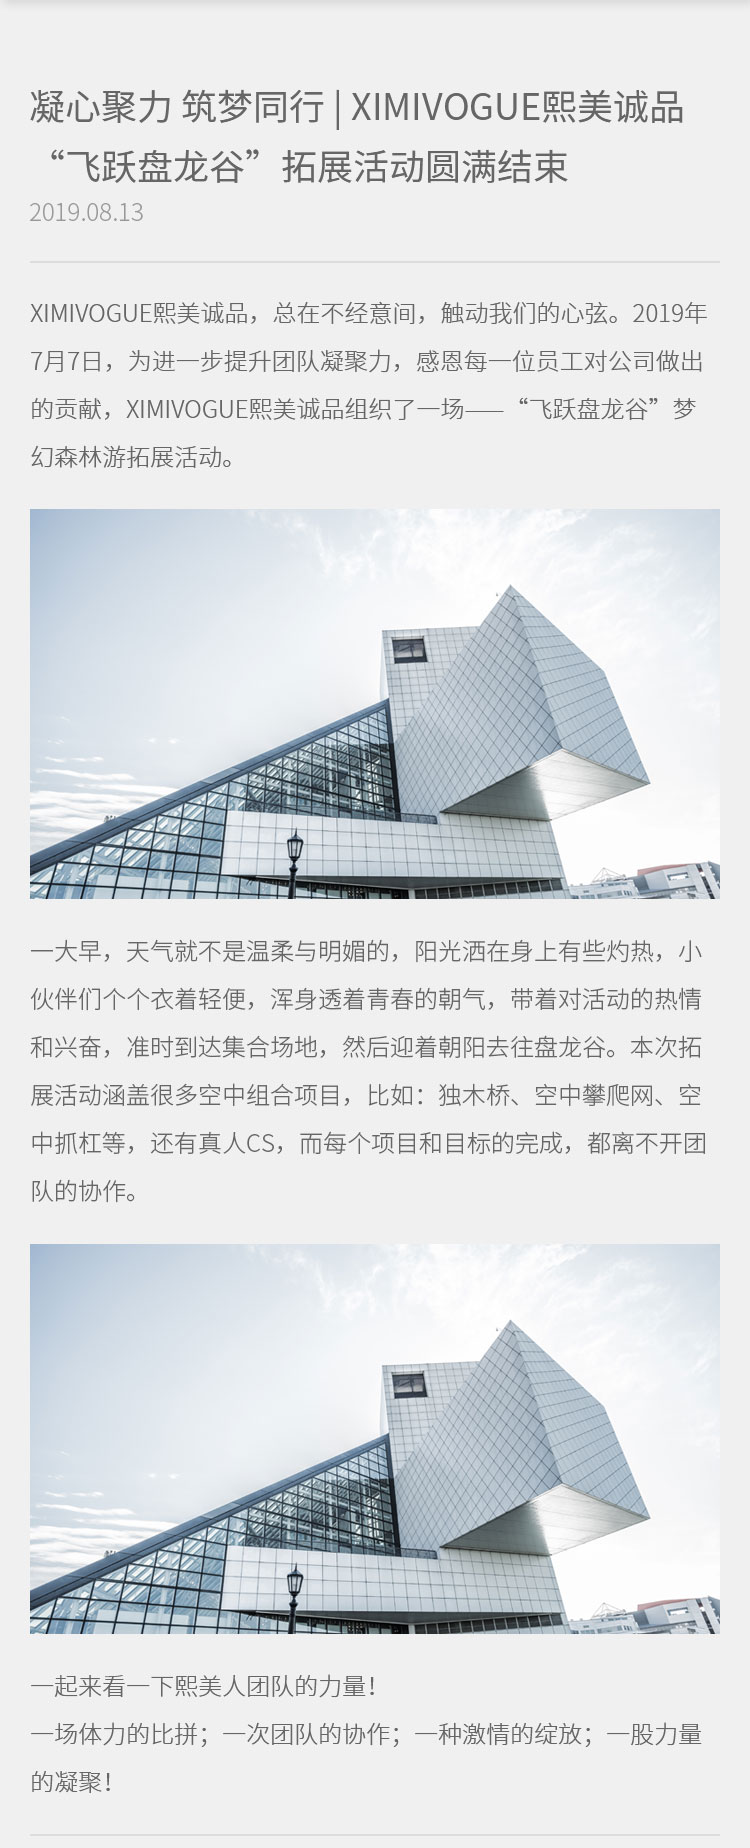 凝心聚力 筑梦同行 | XIMIVOGUE熙美诚品
“飞跃盘龙谷”拓展活动圆满结束
2019.08.13
XIMIVOGUE熙美诚品，总在不经意间，触动我们的心弦。2019年
7月7日，为进一步提升团队凝聚力，感恩每一位员工对公司做出
的贡献，XIMIVOGUE熙美诚品组织了一场——“飞跃盘龙谷”梦
幻森林游拓展活动。
一大早，天气就不是温柔与明媚的，阳光洒在身上有些灼热，小
伙伴们个个衣着轻便，浑身透着青春的朝气，带着对活动的热情
和兴奋，准时到达集合场地，然后迎着朝阳去往盘龙谷。本次拓
展活动涵盖很多空中组合项目，比如：独木桥、空中攀爬网、空
中抓杠等，还有真人CS，而每个项目和目标的完成，都离不开团
队的协作。
一起来看一下熙美人团队的力量！
一场体力的比拼；一次团队的协作；一种激情的绽放；一股力量
的凝聚！